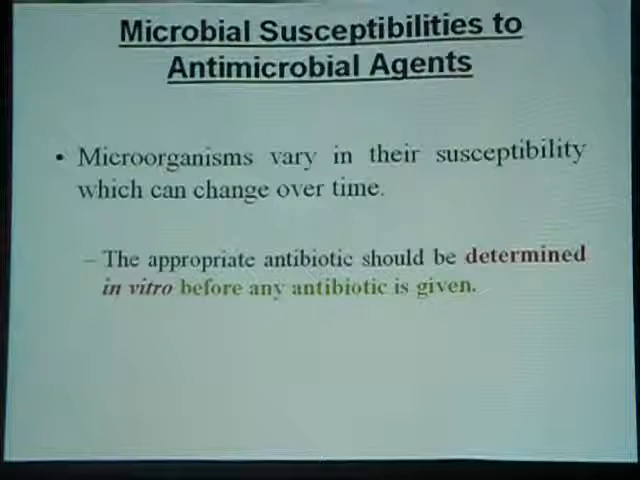 Microbial Susceptibilities to
Antimicrobial Agents
• Microorganisms vary in their susceptibility
which can change over time.
– The appropriate antibiotic should be determined
in vitro before any antibiotic is given.